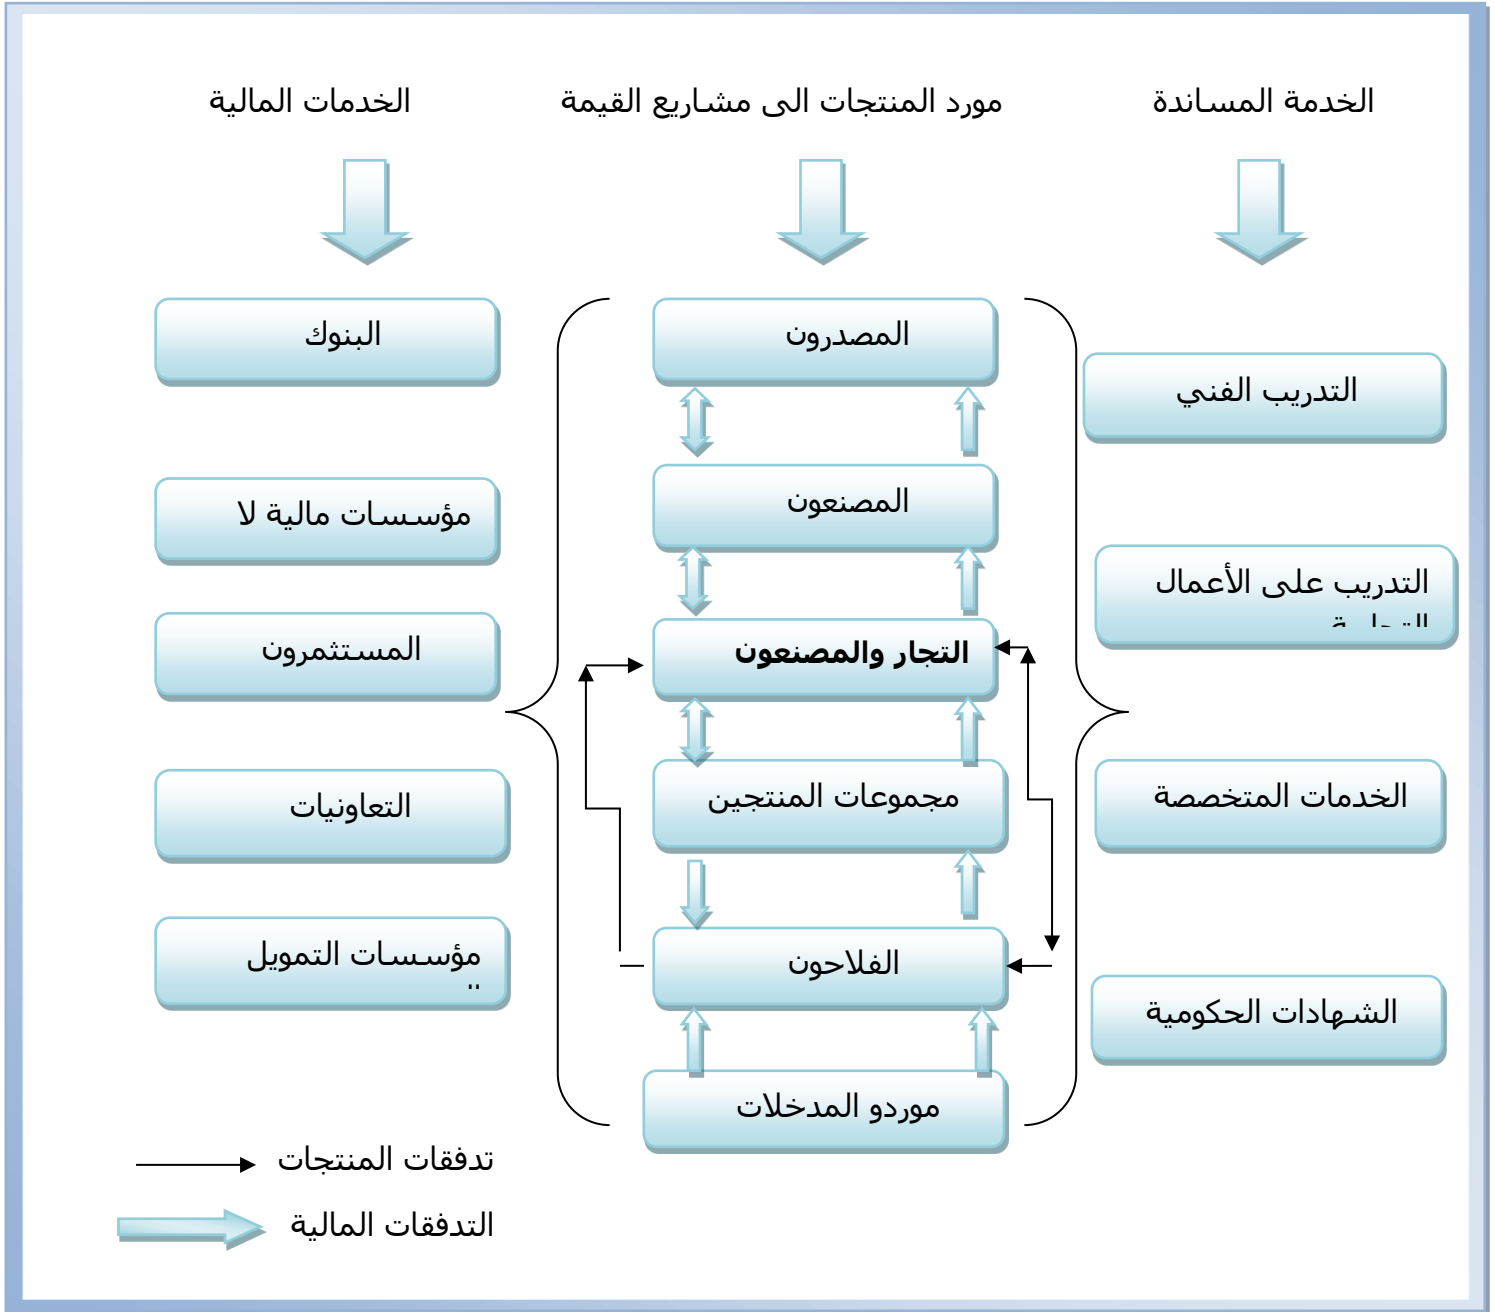 الخدمة المساندة
مورد المنتجات الى مشاريع القيمة
الخدمات المالية
التدريب الفني
التدريب على الأعمال
الخدمات المتخصصة
الشهادات الحكومية
المصدرون
المصنعون
التجار والمصنعون
مجموعات المنتجين
الفلاحون
موردو المدخلات
البنوك
مؤسسات مالية لا
المستثمرون
التعاونيات
مؤسسات التمويل
تدفقات المنتجات
التدفقات المالية